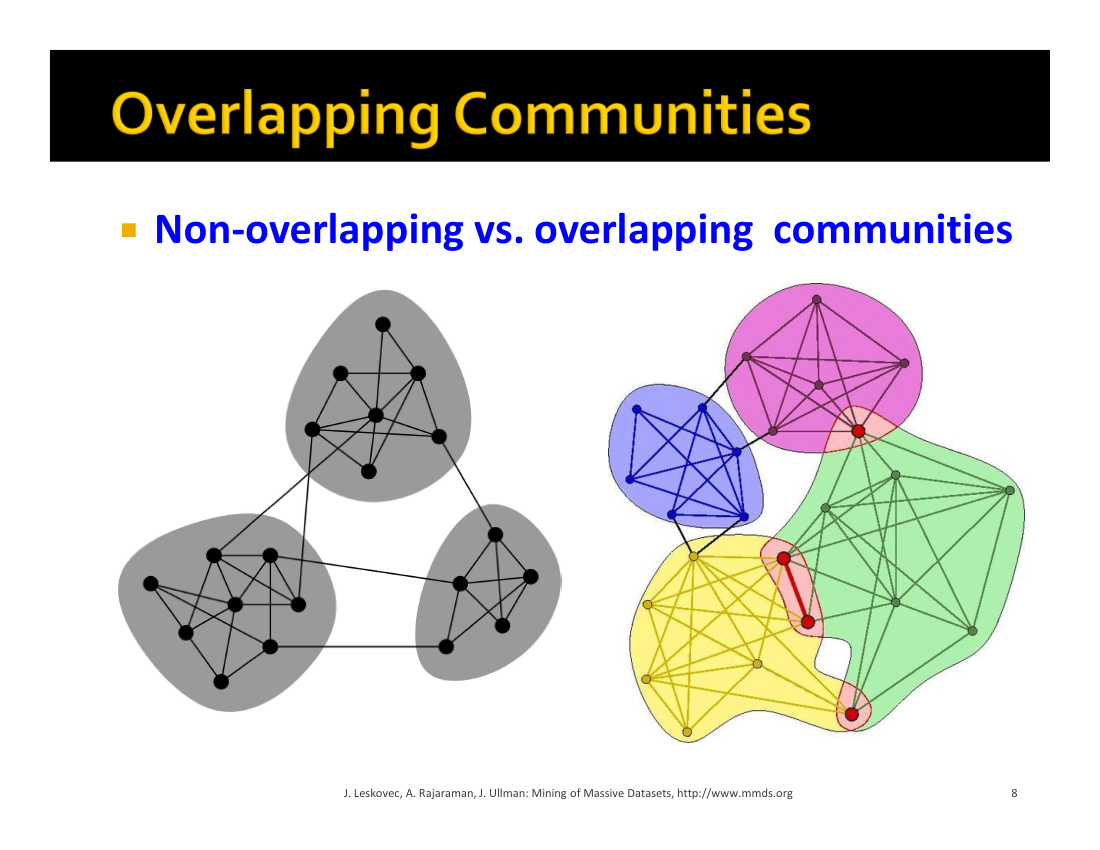 Overlapping Communities
Non-overlapping vs. overlapping  communities
J. Leskovec, A. Rajaraman, J. Ullman: Mining of Massive Datasets, http://www.mmds.org
8